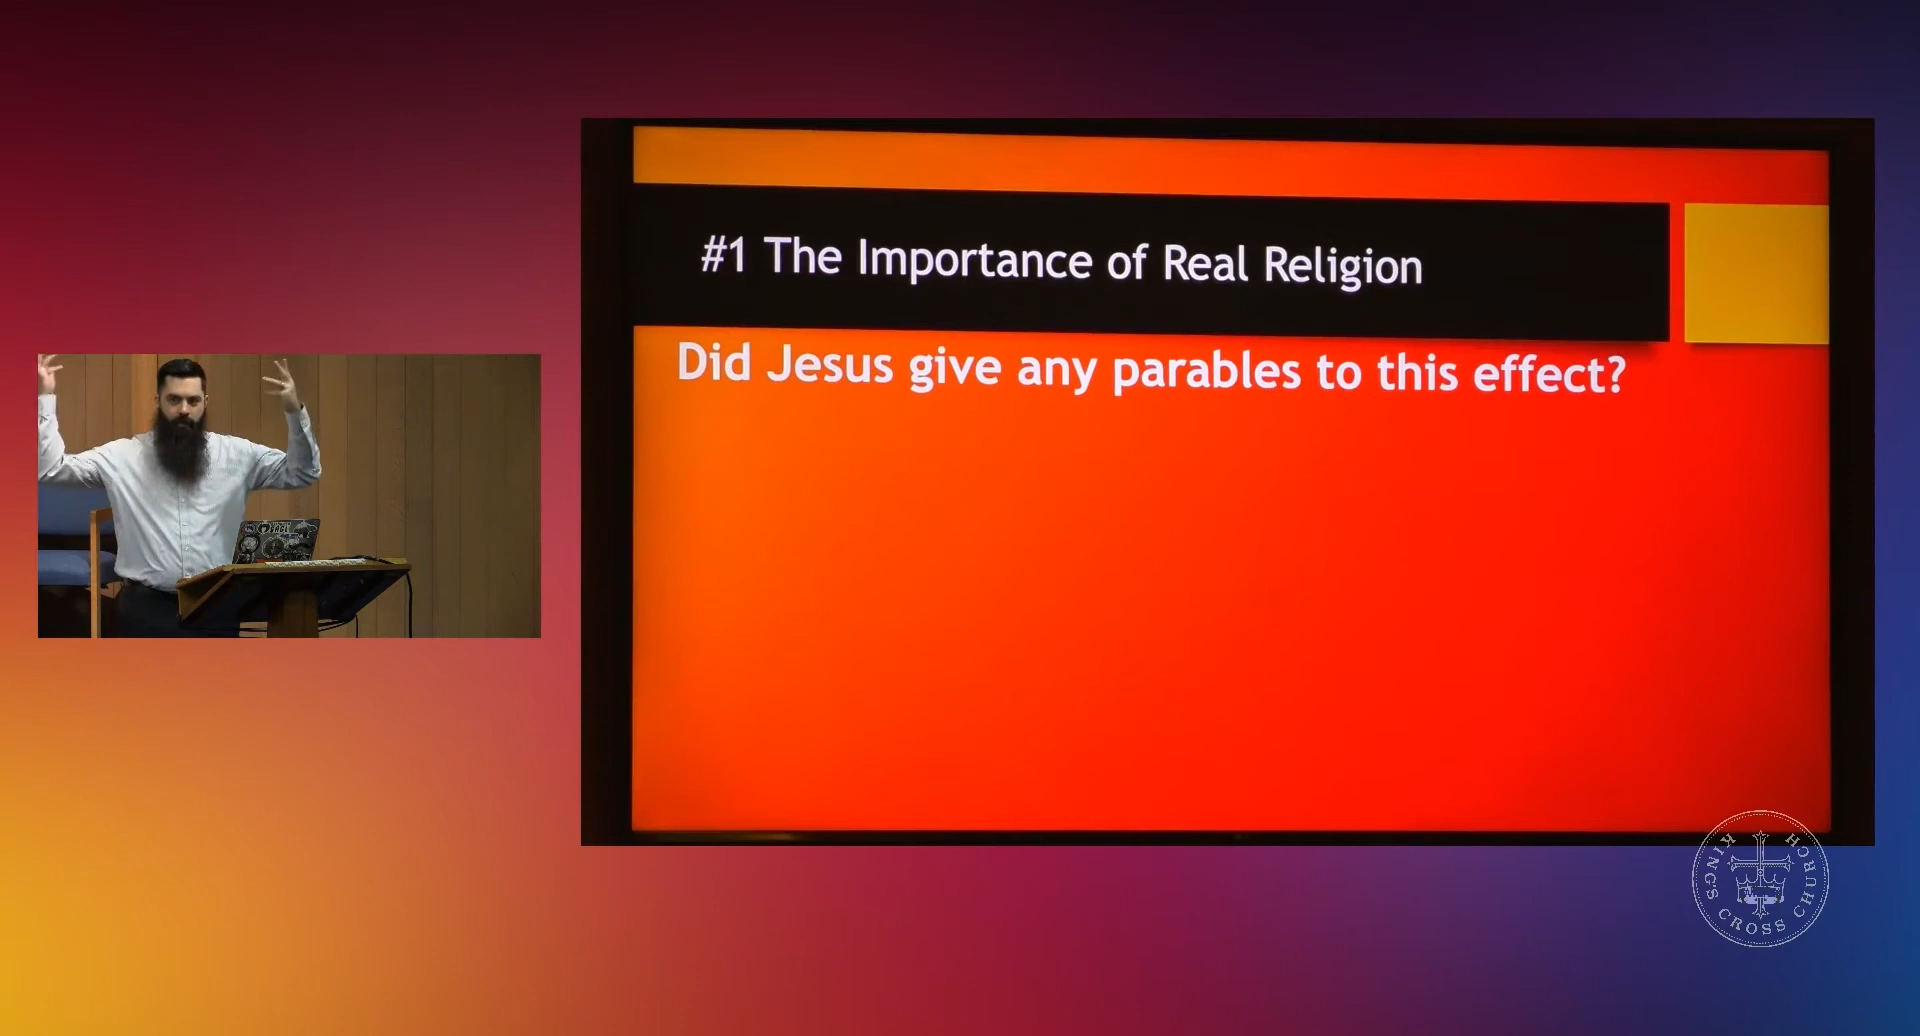 #1 The Importance of Real Religion
Did Jesus give any parables to this effect?
KING'S CROSS CHURCH